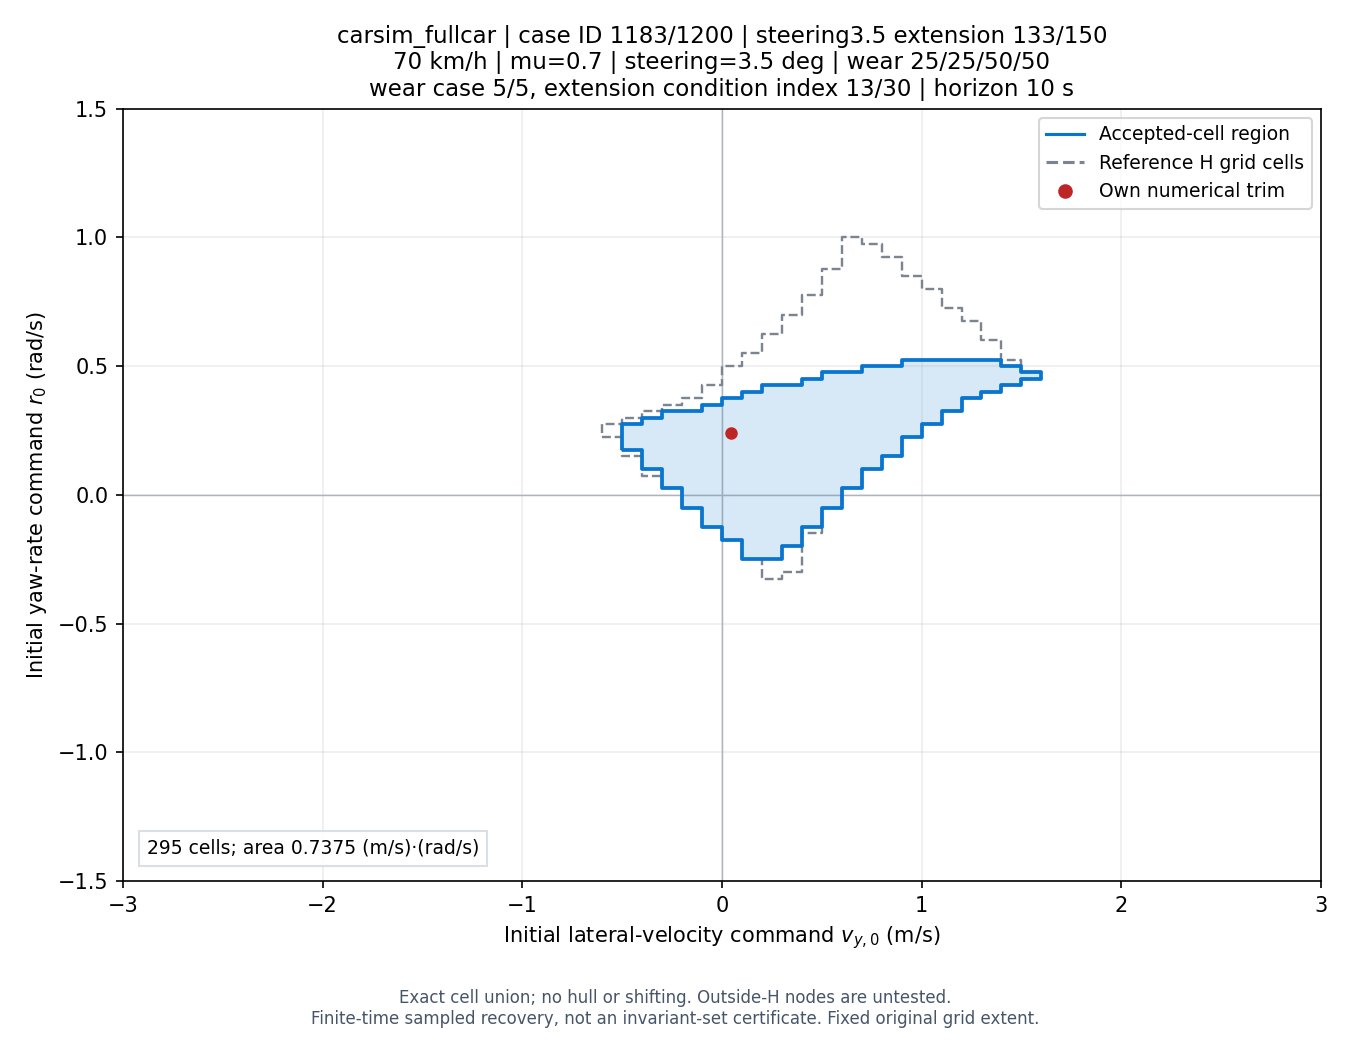 carsim_fullcar | case ID 1183/1200 | steering3.5 extension 133/150
70 km/h | mu=0.7 | steering=3.5 deg | wear 25/25/50/50
wear case 5/5, extension condition index 13/30 | horizon 10 s
Accepted-cell region
Reference H grid cells
Own numerical trim
1.5
1.0
0.5
0.0
−0.5
−1.0
−1.5
Initial yaw-rate command r0 (rad/s)
295 cells; area 0.7375 (m/s)·(rad/s)
−3
−2
−1
0
1
2
3
Initial lateral-velocity command vy,0 (m/s)
Exact cell union; no hull or shifting. Outside-H nodes are untested.
Finite-time sampled recovery, not an invariant-set certificate. Fixed original grid extent.